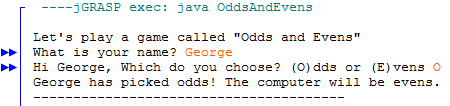 ----jGRASP exec: java OddsAndEvens
Let's play a game called "Odds and Evens"
What is your name? George
Hi George, Which do you choose? (O)dds or (E)vens O
George has picked odds! The computer will be evens.
----------------------------------------